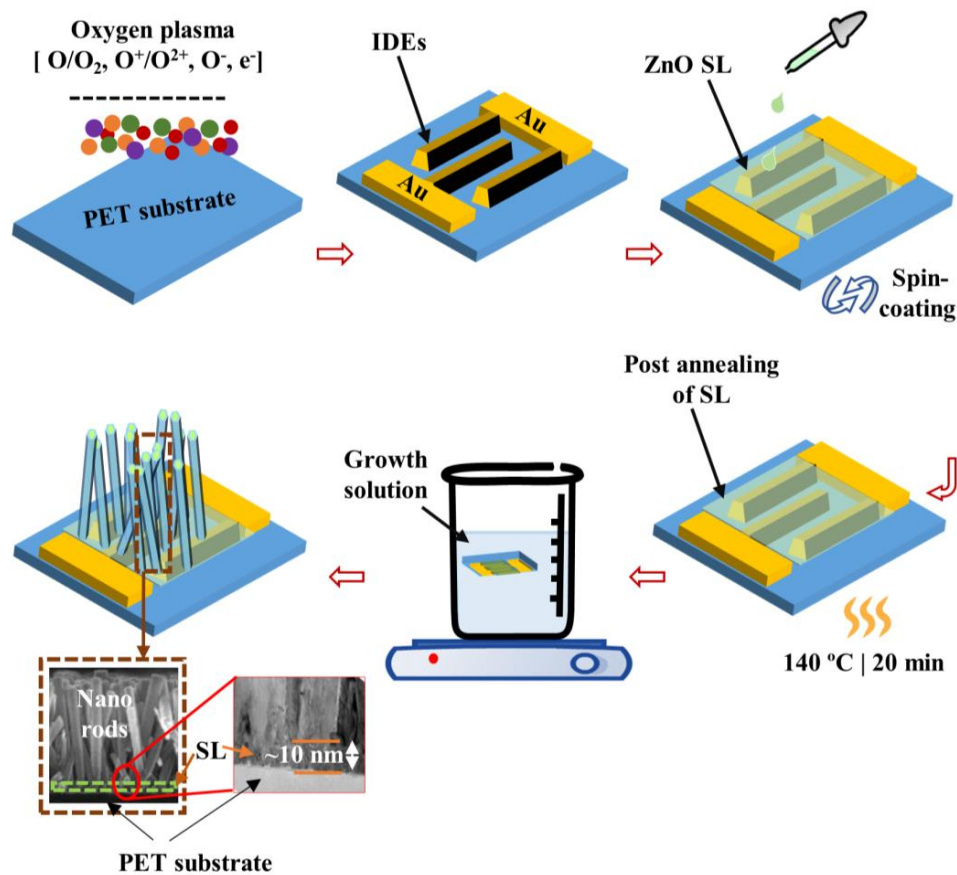 Oxygen plasma
[ O/O₂, O⁺/O²⁺, O⁻, e⁻]
PET substrate
IDEs
Au
Au
ZnO SL
Spin-
coating
Post annealing
of SL
140 ºC | 20 min
Growth
solution
Nano
rods
SL
~10 nm
PET substrate